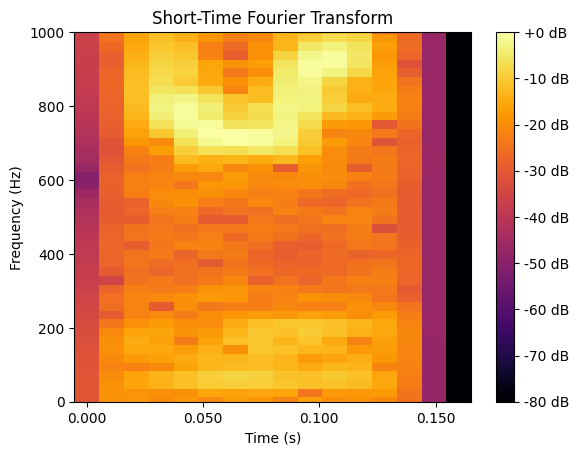 Short-Time Fourier Transform
1000
800
600
400
200
0
Frequency (Hz)
0.000
0.050
0.100
0.150
Time (s)
+0 dB
-10 dB
-20 dB
-30 dB
-40 dB
-50 dB
-60 dB
-70 dB
-80 dB